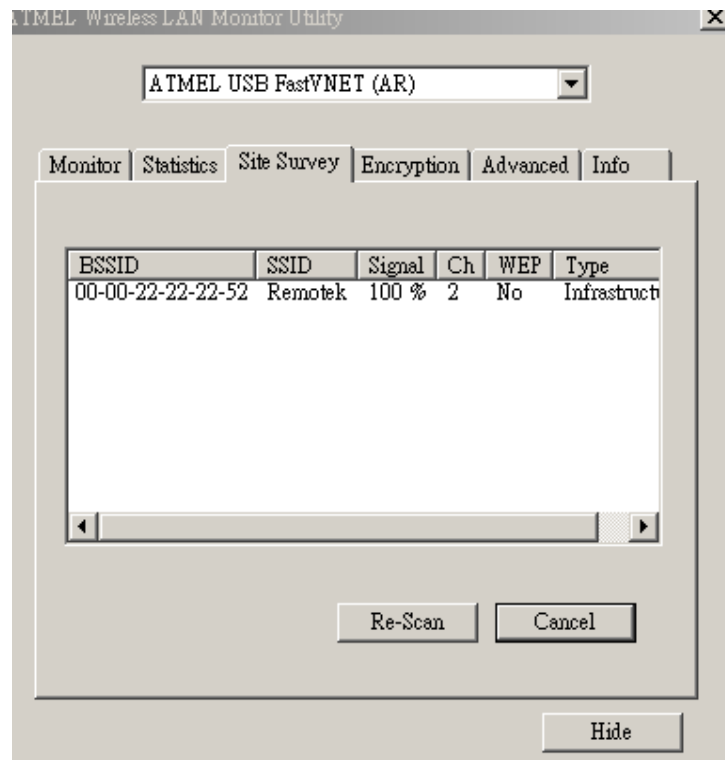 ATMEL Wireless LAN Monitor Utility
ATMEL USB FastVNET (AR)
Monitor Statistics Site Survey Encryption Advanced Info
BSSID SSID Signal Ch WEP Type
00-00-22-22-22-52 Remotek 100 % 2 No Infrastructu
Re-Scan Cancel
Hide